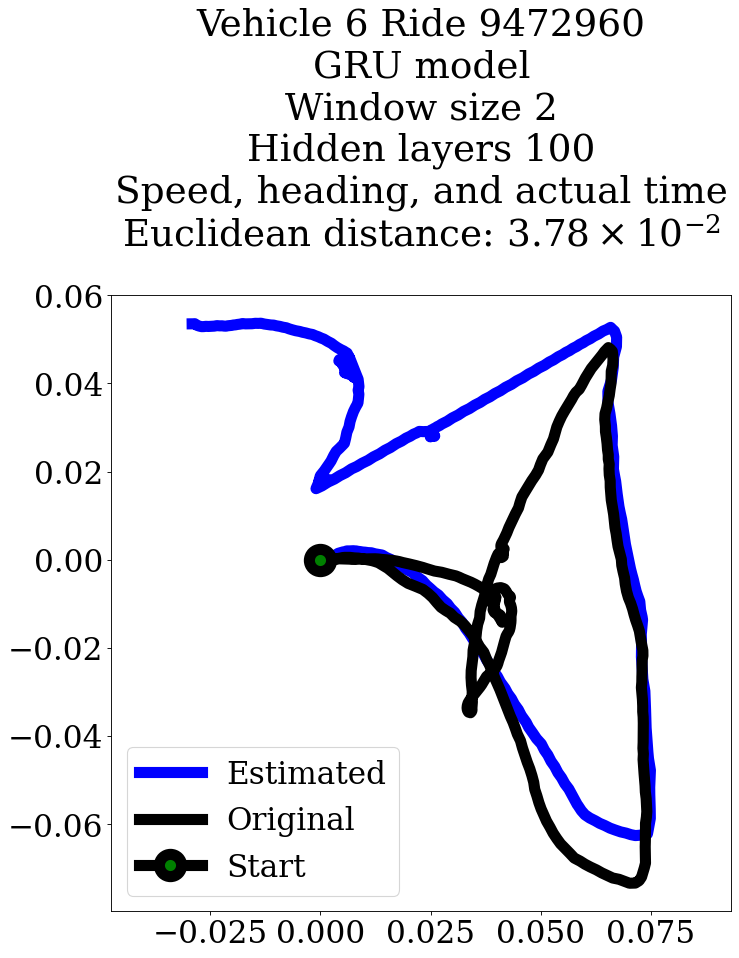 Vehicle 6 Ride 9472960
GRU model
Window size 2
Hidden layers 100
Speed, heading, and actual time
Euclidean distance: 3.78 × 10⁻²
0.06
0.04
0.02
0.00
−0.02
−0.04
−0.06
Estimated
Original
Start
−0.025 0.000 0.025 0.050 0.075